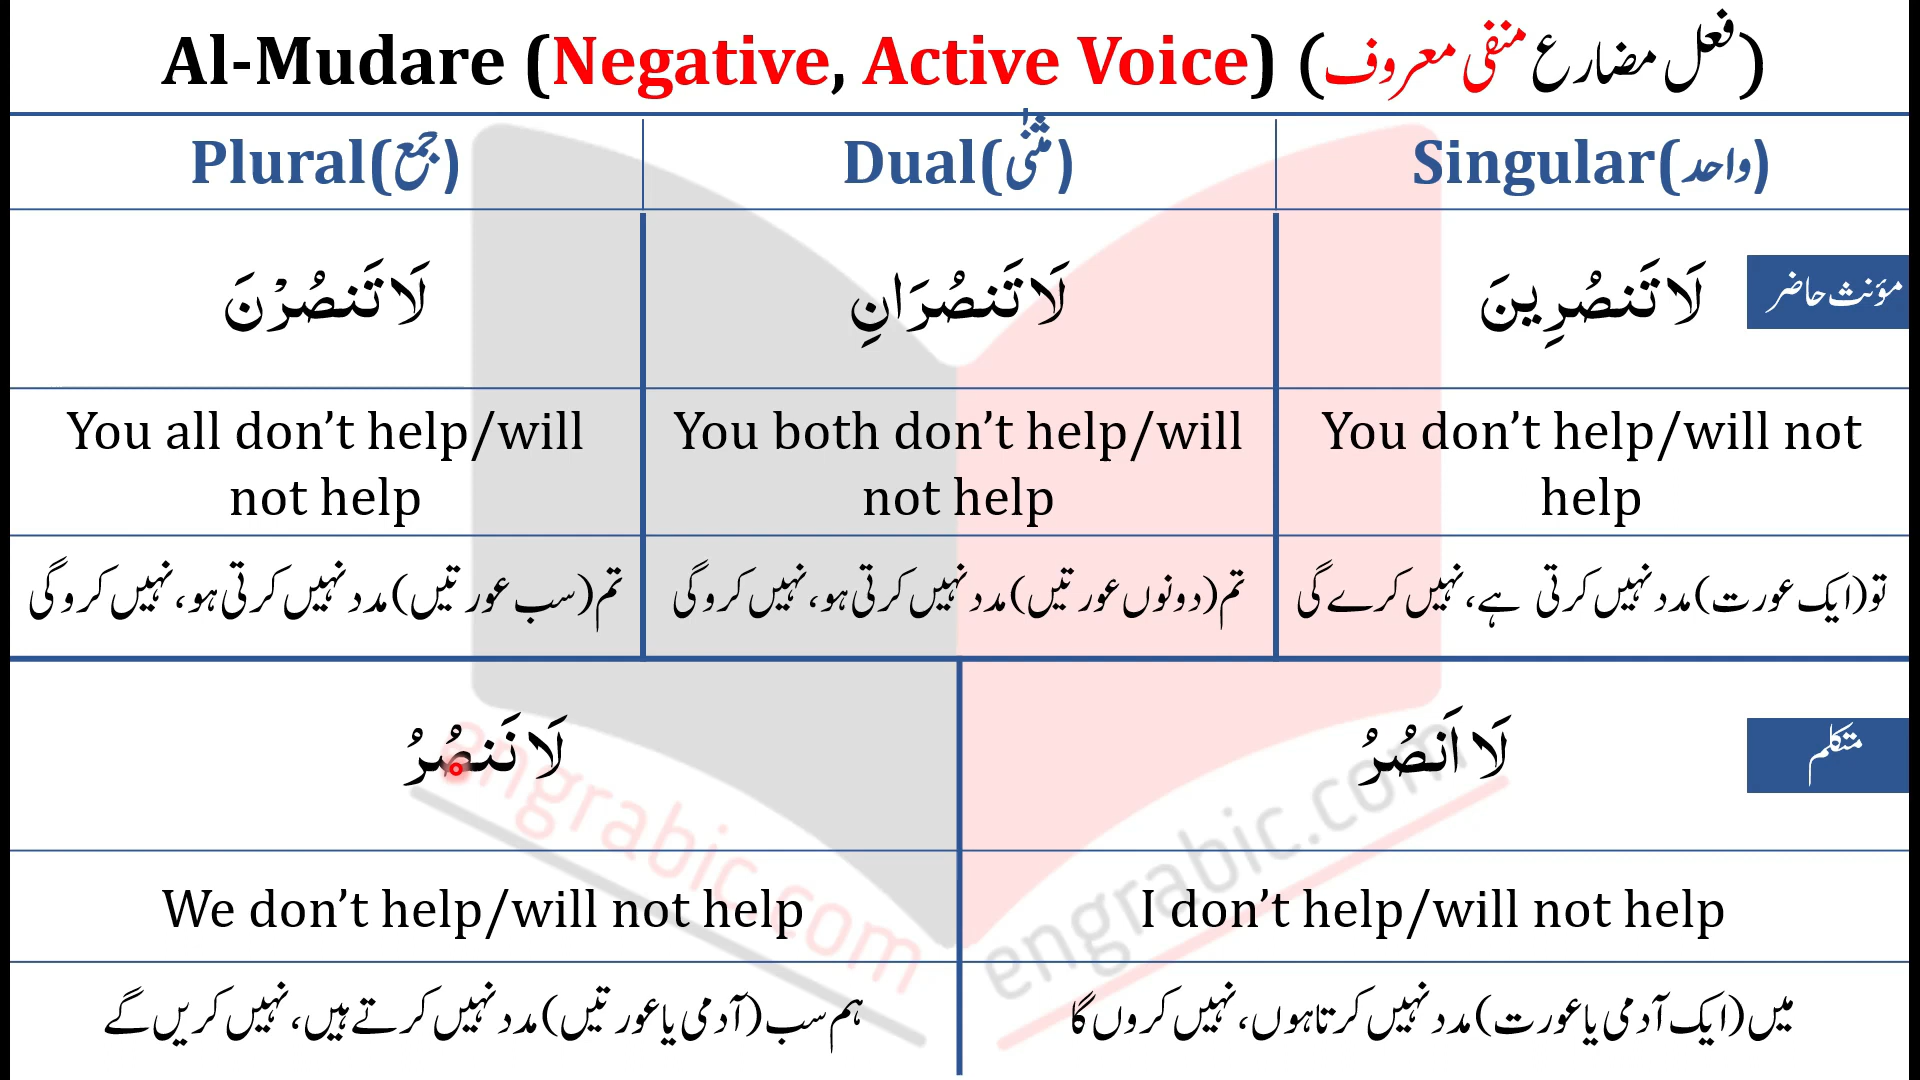 Al-Mudare (Negative, Active Voice) (فعل مضارع منفی معروف)
Plural(جمع) Dual(مثنٰی) Singular(واحد)
مؤنث حاضر
لَا تَنصُرِينَ
لَا تَنصُرَانِ
لَا تَنصُرْنَ
You all don’t help/will
not help
You both don’t help/will
not help
You don’t help/will not
help
تو(ایک عورت)مدد نہیں کرتی ہے، نہیں کرے گی
تم(دونوں عورتیں)مدد نہیں کرتی ہو، نہیں کرو گی
تم(سب عورتیں)مدد نہیں کرتی ہو، نہیں کرو گی
متکلم
لَا اَنصُرُ
لَا نَنصُرُ
We don’t help/will not help
I don’t help/will not help
میں(ایک آدمی یا عورت)مدد نہیں کرتا ہوں، نہیں کروں گا
ہم سب(آدمی یا عورتیں)مدد نہیں کرتے ہیں، نہیں کریں گے
engrabic.com
engrabic.com